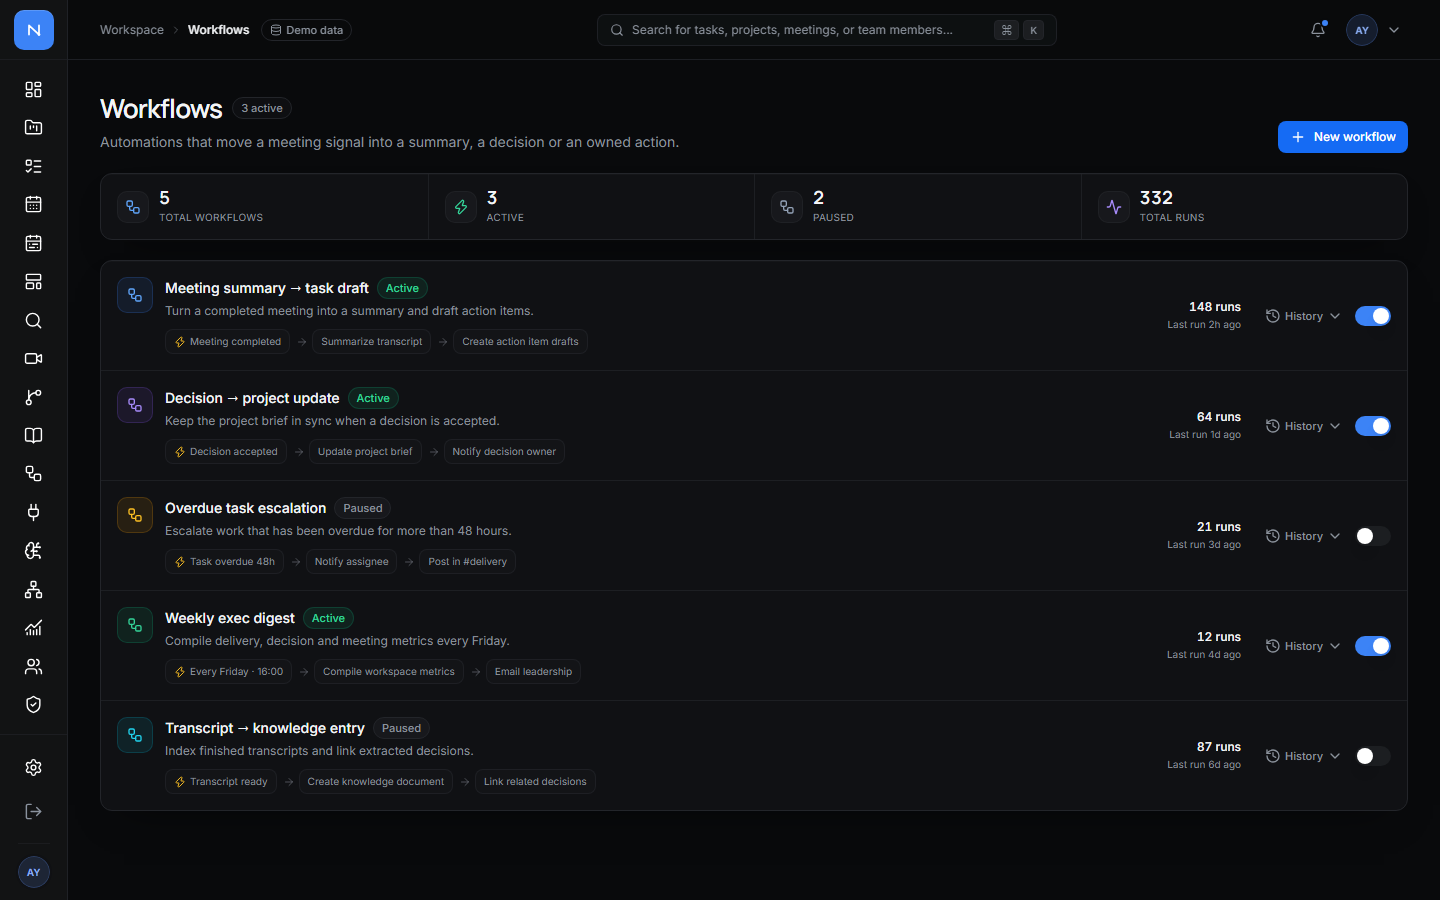 Workspace > Workflows Demo data Search for tasks, projects, meetings, or team members... ⌘ K AY
Workflows 3 active
Automations that move a meeting signal into a summary, a decision or an owned action.
+ New workflow
5 TOTAL WORKFLOWS
3 ACTIVE
2 PAUSED
332 TOTAL RUNS
Meeting summary → task draft Active
Turn a completed meeting into a summary and draft action items.
Meeting completed → Summarize transcript → Create action item drafts
148 runs
Last run 2h ago
History
Decision → project update Active
Keep the project brief in sync when a decision is accepted.
Decision accepted → Update project brief → Notify decision owner
64 runs
Last run 1d ago
History
Overdue task escalation Paused
Escalate work that has been overdue for more than 48 hours.
Task overdue 48h → Notify assignee → Post in #delivery
21 runs
Last run 3d ago
History
Weekly exec digest Active
Compile delivery, decision and meeting metrics every Friday.
Every Friday · 16:00 → Compile workspace metrics → Email leadership
12 runs
Last run 4d ago
History
Transcript → knowledge entry Paused
Index finished transcripts and link extracted decisions.
Transcript ready → Create knowledge document → Link related decisions
87 runs
Last run 6d ago
History
AY